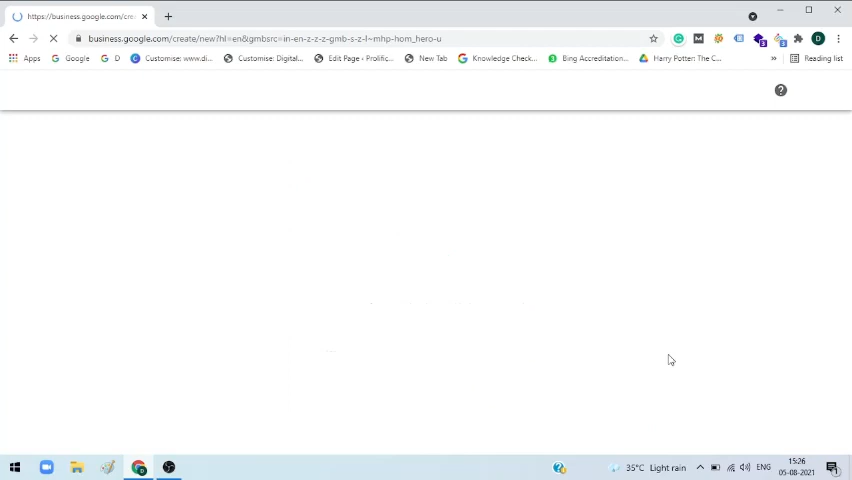 https://business.google.com/cre
business.google.com/create/new?hl=en&gmbsrc=in-en-z-z-z-gmb-s-z-l~mhp-hom_hero-u
Apps Google G D Customise: www.di... Customise: Digital... Edit Page - Prolific... New Tab Knowledge Check... Bing Accreditation... Harry Potter: The C... » Reading list
35°C Light rain ENG 15:26
05-08-2021